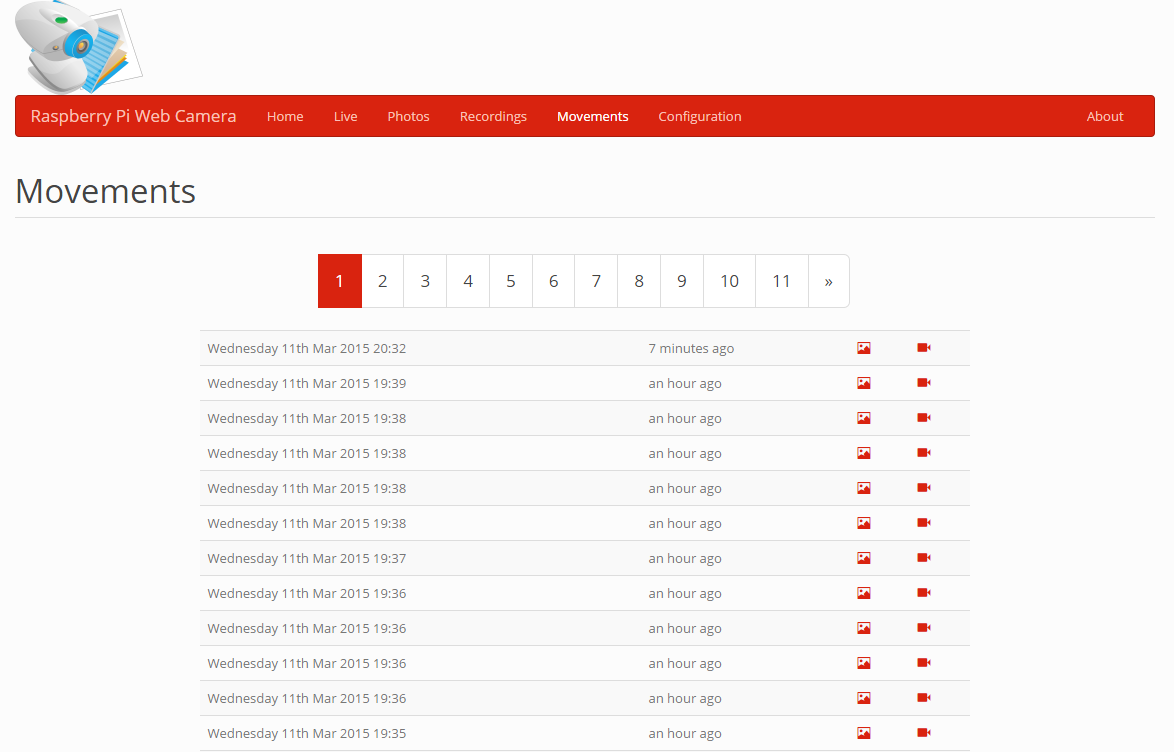 Raspberry Pi Web Camera Home Live Photos Recordings Movements Configuration About
Movements
1 2 3 4 5 6 7 8 9 10 11 »
Wednesday 11th Mar 2015 20:32 7 minutes ago
Wednesday 11th Mar 2015 19:39 an hour ago
Wednesday 11th Mar 2015 19:38 an hour ago
Wednesday 11th Mar 2015 19:38 an hour ago
Wednesday 11th Mar 2015 19:38 an hour ago
Wednesday 11th Mar 2015 19:38 an hour ago
Wednesday 11th Mar 2015 19:37 an hour ago
Wednesday 11th Mar 2015 19:36 an hour ago
Wednesday 11th Mar 2015 19:36 an hour ago
Wednesday 11th Mar 2015 19:36 an hour ago
Wednesday 11th Mar 2015 19:36 an hour ago
Wednesday 11th Mar 2015 19:35 an hour ago